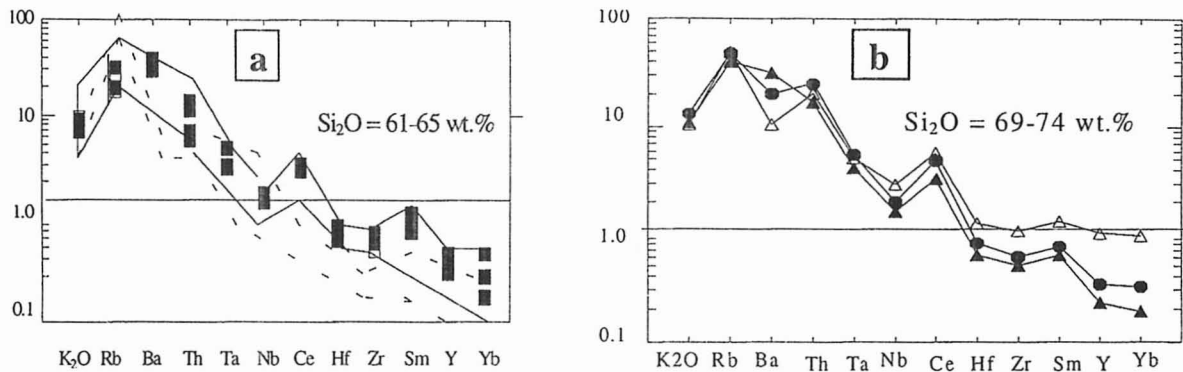 100
a
10
Si₂O = 61-65 wt.%
1.0
0.1
K₂O Rb Ba Th Ta Nb Ce Hf Zr Sm Y Yb
100
b
10
Si₂O = 69-74 wt.%
1.0
0.1
K2O Rb Ba Th Ta Nb Ce Hf Zr Sm Y Yb